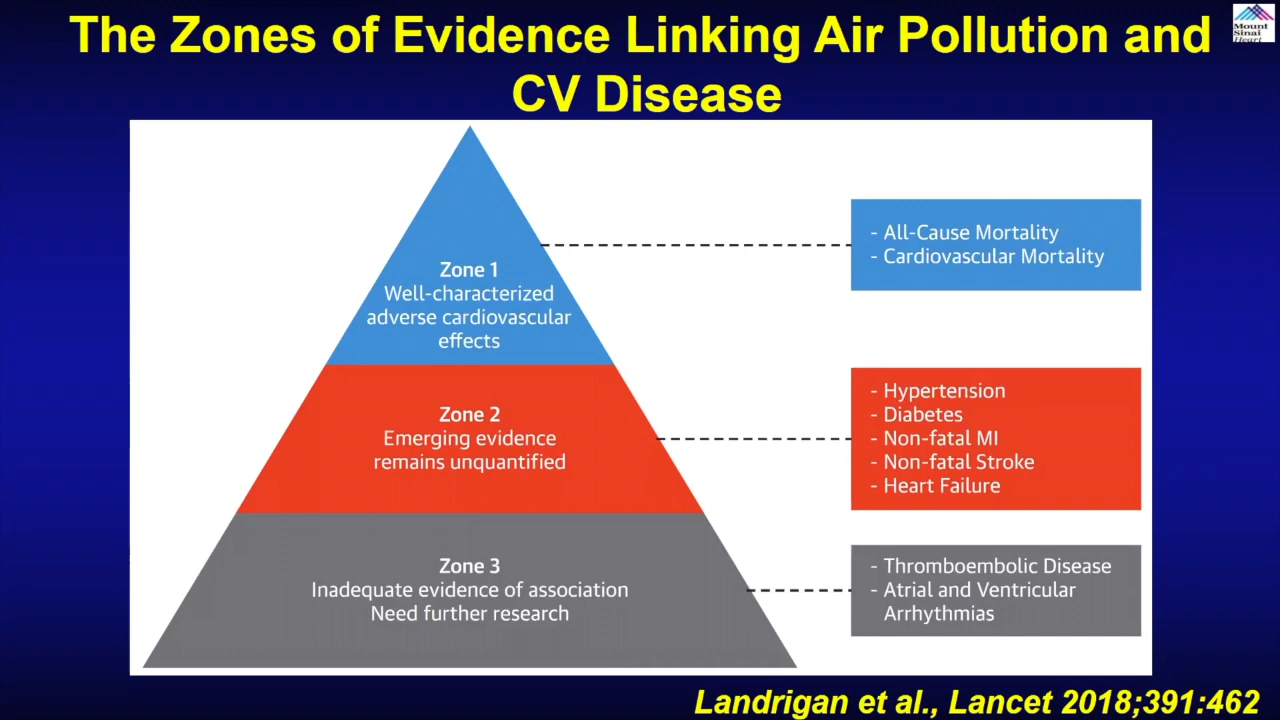 The Zones of Evidence Linking Air Pollution and
CV Disease
Mount
Sinai
Heart
Zone 1
Well-characterized
adverse cardiovascular
effects
- All-Cause Mortality
- Cardiovascular Mortality
Zone 2
Emerging evidence
remains unquantified
- Hypertension
- Diabetes
- Non-fatal MI
- Non-fatal Stroke
- Heart Failure
Zone 3
Inadequate evidence of association
Need further research
- Thromboembolic Disease
- Atrial and Ventricular
Arrhythmias
Landrigan et al., Lancet 2018;391:462